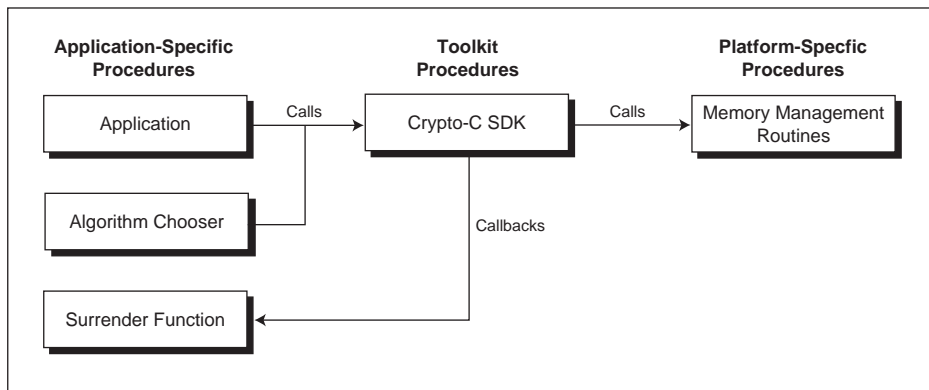 Application-Specific
Procedures
Toolkit
Procedures
Platform-Specfic
Procedures
Application
Calls
Crypto-C SDK
Calls
Memory Management
Routines
Algorithm Chooser
Callbacks
Surrender Function